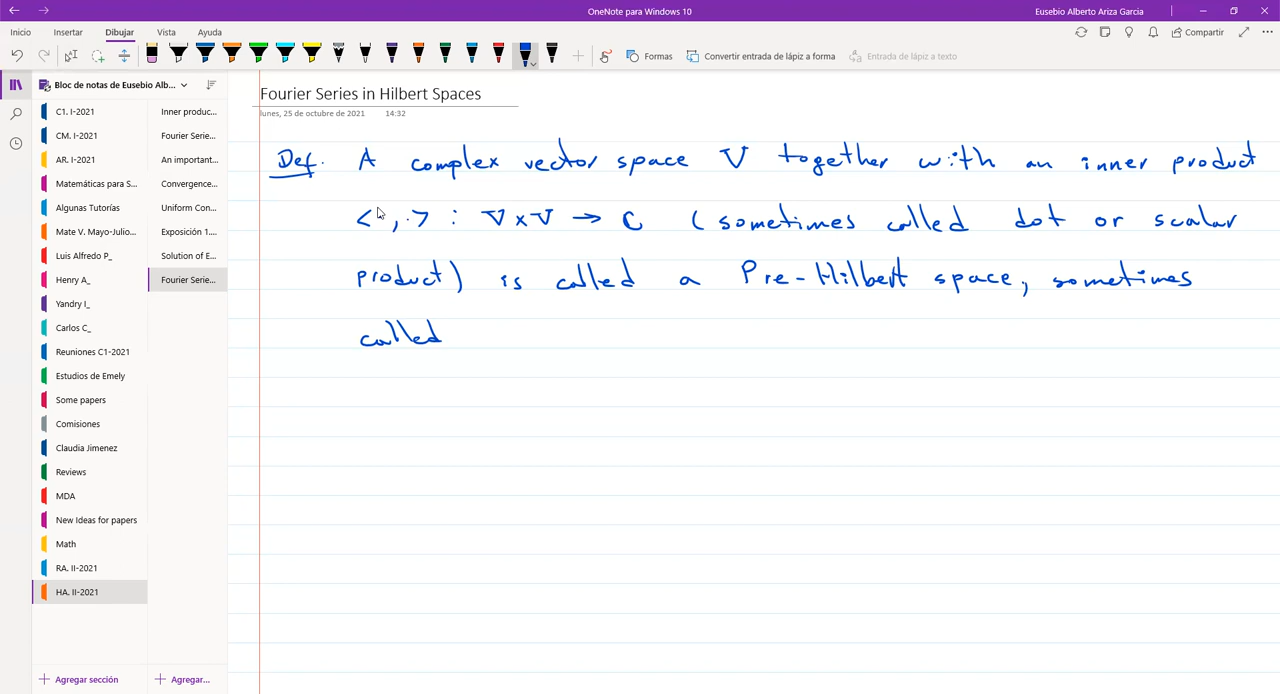 OneNote para Windows 10
Eusebio Alberto Ariza Garcia
Inicio Insertar Dibujar Vista Ayuda
Compartir
Formas
Convertir entrada de lápiz a forma
Entrada de lápiz a texto
Bloc de notas de Eusebio Alb...
C1. I-2021
CM. I-2021
AR. I-2021
Matemáticas para S...
Algunas Tutorías
Mate V. Mayo-Julio...
Luis Alfredo P_
Henry A_
Yandry I_
Carlos C_
Reuniones C1-2021
Estudios de Emely
Some papers
Comisiones
Claudia Jimenez
Reviews
MDA
New Ideas for papers
Math
RA. II-2021
HA. II-2021
Agregar sección
Inner produc...
Fourier Serie...
An important...
Convergence...
Uniform Con...
Exposición 1....
Solution of E...
Fourier Serie...
Agregar...
Fourier Series in Hilbert Spaces
lunes, 25 de octubre de 2021 14:32
Def. A complex vector space V together with an inner product
<·,·> : V×V → C (sometimes called dot or scalar
product) is called a Pre-Hilbert space, sometimes
called